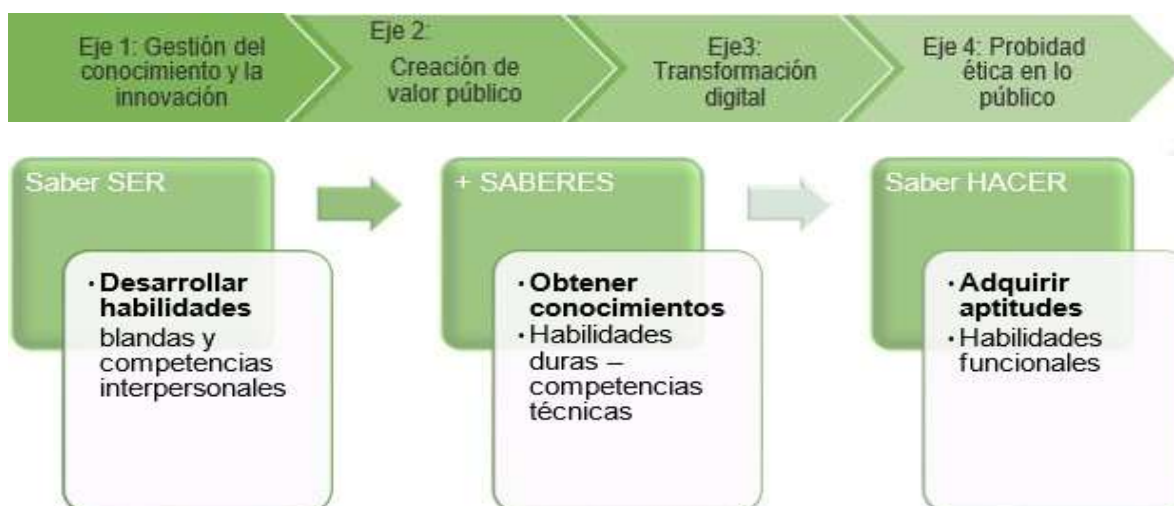 Eje 1: Gestión del
conocimiento y la
innovación
Eje 2:
Creación de
valor público
Eje3:
Transformación
digital
Eje 4: Probidad
ética en lo
público
Saber SER
· Desarrollar
habilidades
blandas y
competencias
interpersonales
+ SABERES
· Obtener
conocimientos
· Habilidades
duras –
competencias
técnicas
Saber HACER
· Adquirir
aptitudes
· Habilidades
funcionales